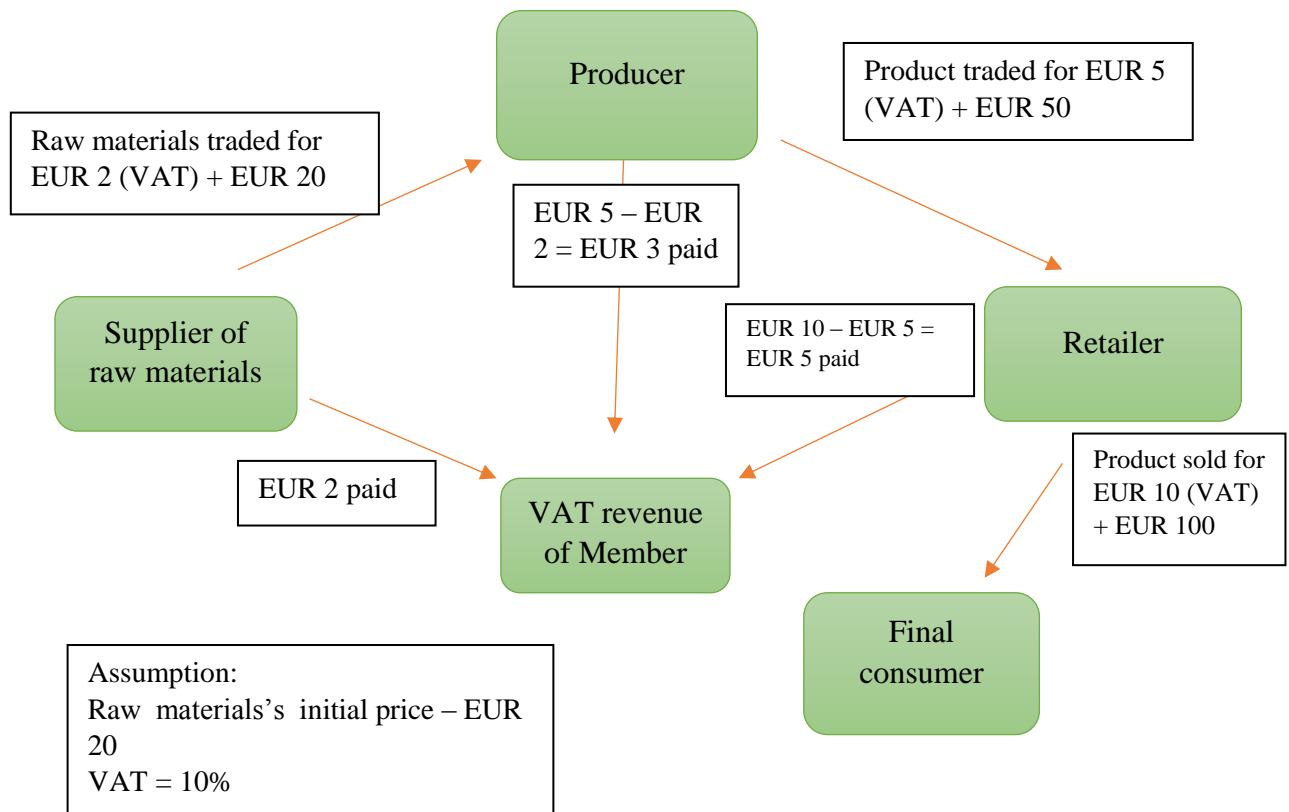 Producer
Product traded for EUR 5
(VAT) + EUR 50
Raw materials traded for
EUR 2 (VAT) + EUR 20
EUR 5 – EUR
2 = EUR 3 paid
Supplier of
raw materials
EUR 10 – EUR 5 =
EUR 5 paid
Retailer
EUR 2 paid
VAT revenue
of Member
Product sold for
EUR 10 (VAT)
+ EUR 100
Final
consumer
Assumption:
Raw materials’s initial price – EUR
20
VAT = 10%